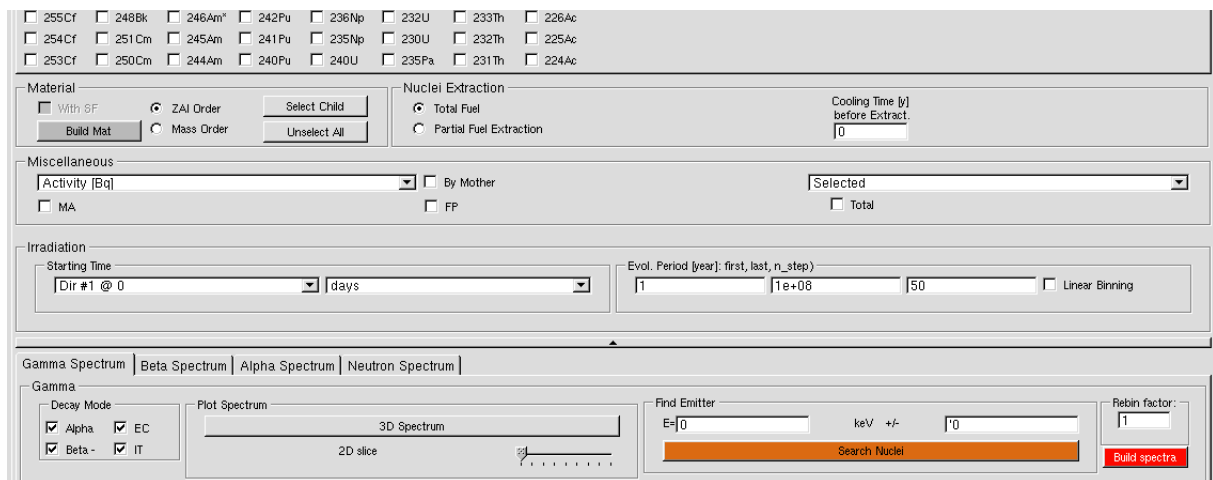 255Cf 248Bk 246Am* 242Pu 236Np 232U 233Th 226Ac
254Cf 251Cm 245Am 241Pu 235Np 230U 232Th 225Ac
253Cf 250Cm 244Am 240Pu 240U 235Pa 231Th 224Ac
Material
With SF ZAI Order Select Child
Build Mat Mass Order Unselect All
Nuclei Extraction
Total Fuel
Partial Fuel Extraction
Cooling Time [y]
before Extract.
0
Miscellaneous
Activity [Bq] By Mother Selected
MA FP Total
Irradiation
Starting Time
Dir #1 @ 0 days
Evol. Period [year]: first, last, n_step)
1 1e+08 50 Linear Binning
Gamma Spectrum Beta Spectrum Alpha Spectrum Neutron Spectrum
Gamma
Decay Mode
Alpha EC
Beta - IT
Plot Spectrum
3D Spectrum
2D slice
Find Emitter
E= 0 keV +/- '0
Search Nuclei
Rebin factor:
1
Build spectra